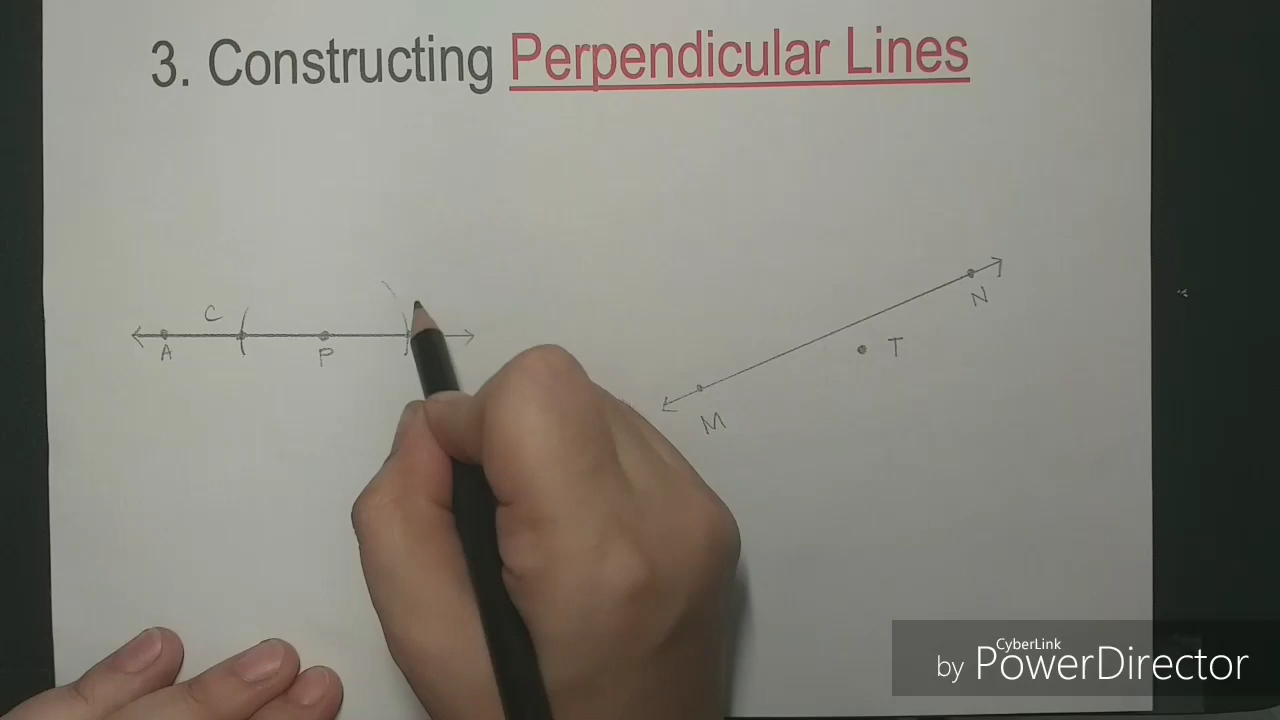 3. Constructing Perpendicular Lines
C
A
P
N
T
M
CyberLink
by PowerDirector